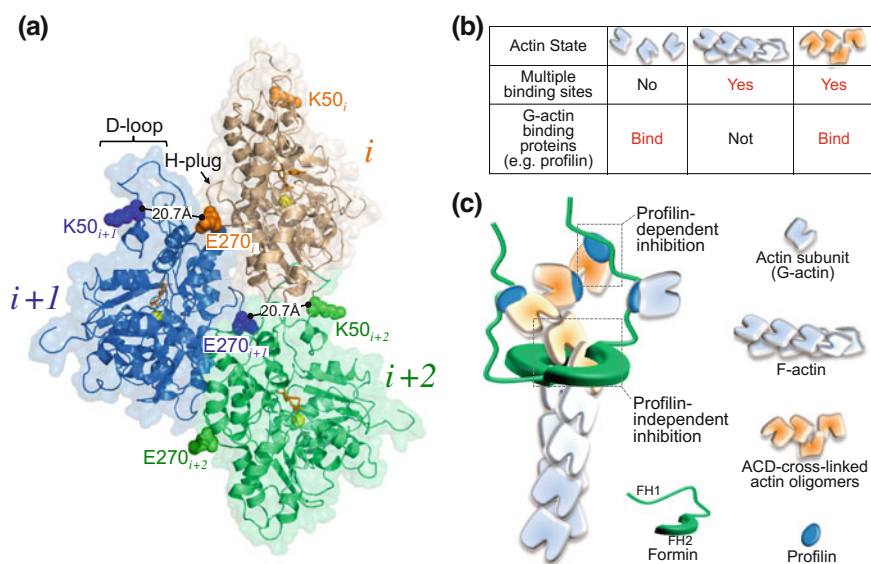 (a)
K50i
D-loop
H-plug
i
20.7Å
K50i+1
E270i
i+1
20.7Å
K50i+2
E270i+1
i+2
E270i+2
(b)
Actin State
Multiple
binding sites
No
Yes
Yes
G-actin
binding
proteins
(e.g. profilin)
Bind
Not
Bind
(c)
Profilin-
dependent
inhibition
Profilin-
independent
inhibition
FH1
FH2
Formin
Actin subunit
(G-actin)
F-actin
ACD-cross-linked
actin oligomers
Profilin